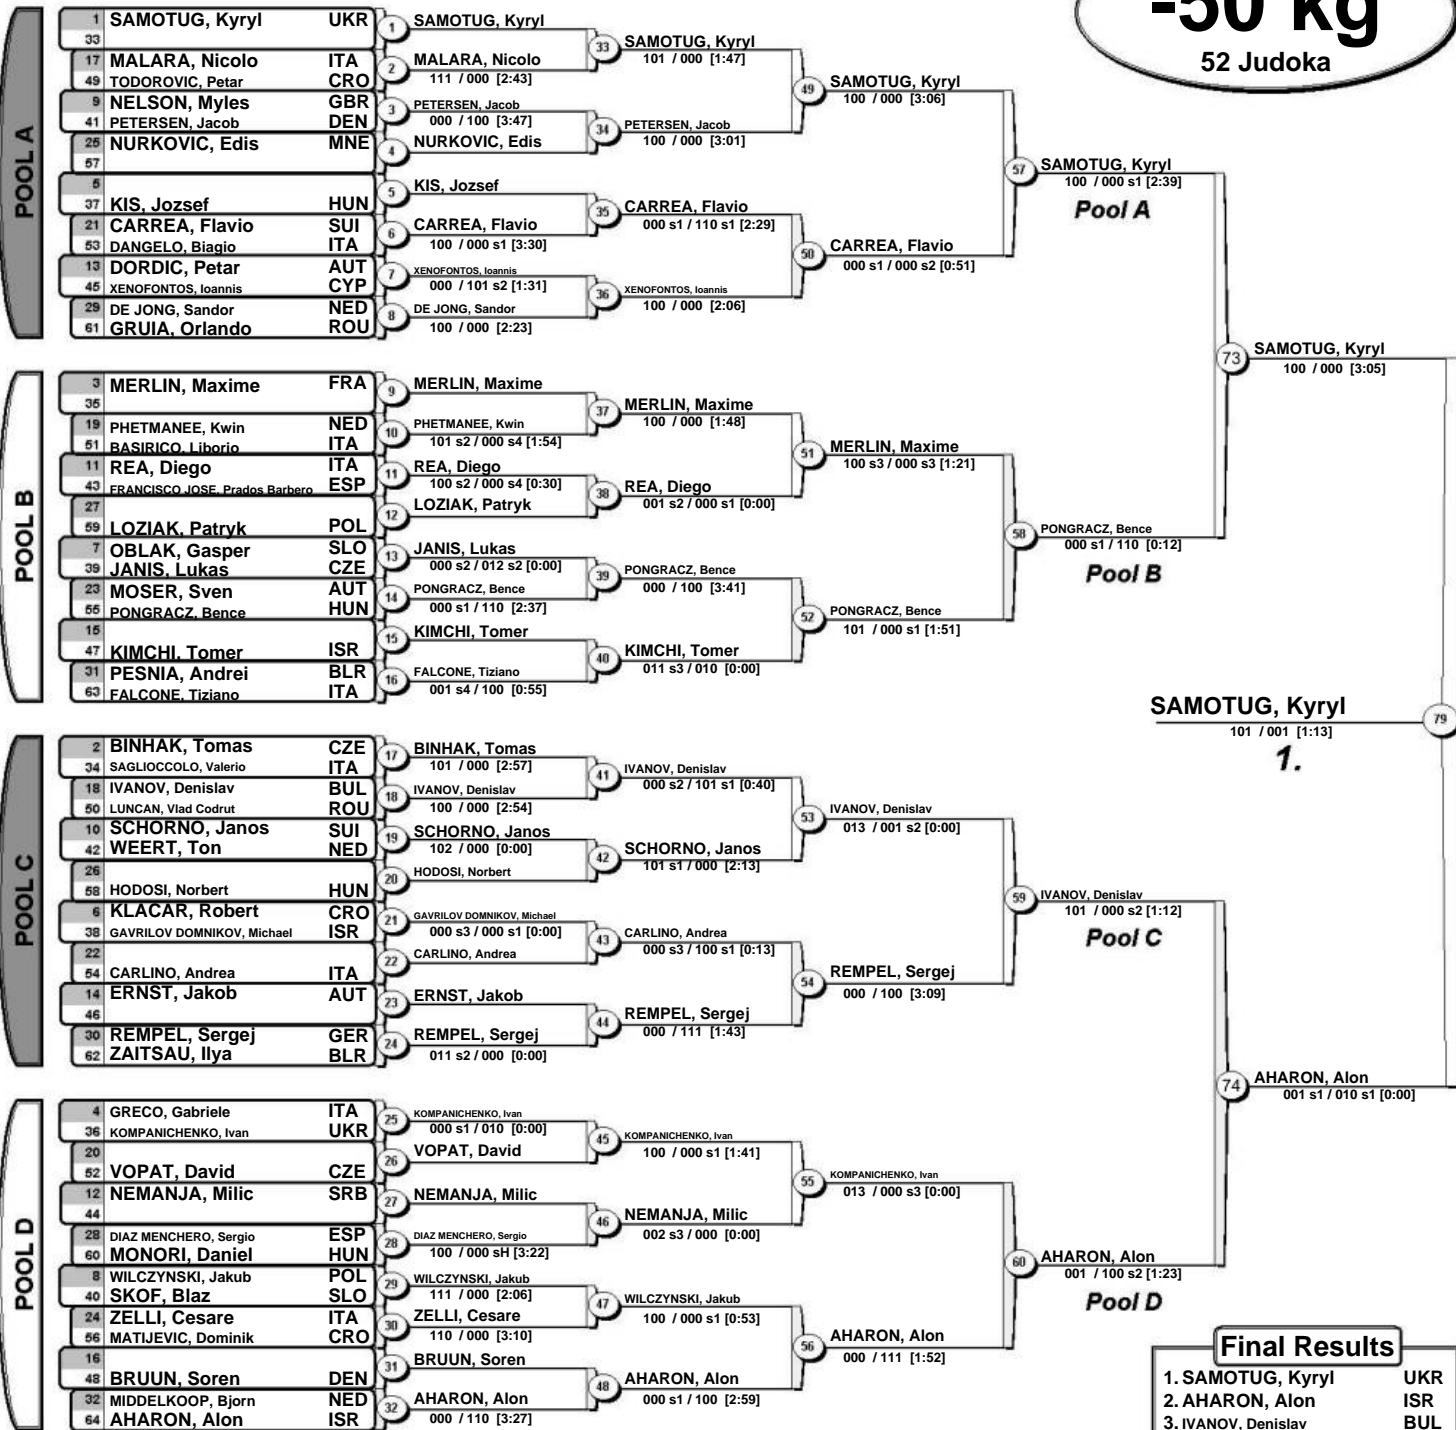 -50 kg
52 Judoka
POOL A
1 SAMOTUG, Kyryl UKR
33
17 MALARA, Nicolo ITA
49 TODOROVIC, Petar CRO
9 NELSON, Myles GBR
41 PETERSEN, Jacob DEN
25 NURKOVIC, Edis MNE
57
5
37 KIS, Jozsef HUN
21 CARREA, Flavio SUI
53 DANGELO, Biagio ITA
13 DORDIC, Petar AUT
45 XENOFONTOS, Ioannis CYP
29 DE JONG, Sandor NED
61 GRUIA, Orlando ROU
1 SAMOTUG, Kyryl
2 MALARA, Nicolo
111 / 000 [2:43]
3 PETERSEN, Jacob
000 / 100 [3:47]
4 NURKOVIC, Edis
5 KIS, Jozsef
6 CARREA, Flavio
100 / 000 s1 [3:30]
7 XENOFONTOS, Ioannis
000 / 101 s2 [1:31]
8 DE JONG, Sandor
100 / 000 [2:23]
33 SAMOTUG, Kyryl
101 / 000 [1:47]
34 PETERSEN, Jacob
100 / 000 [3:01]
35 CARREA, Flavio
000 s1 / 110 s1 [2:29]
36 XENOFONTOS, Ioannis
100 / 000 [2:06]
49 SAMOTUG, Kyryl
100 / 000 [3:06]
50 CARREA, Flavio
000 s1 / 000 s2 [0:51]
57 SAMOTUG, Kyryl
100 / 000 s1 [2:39]
Pool A
POOL B
3 MERLIN, Maxime FRA
35
19 PHETMANEE, Kwin NED
51 BASIRICO, Liborio ITA
11 REA, Diego ITA
43 FRANCISCO JOSE, Prados Barbero ESP
27
59 LOZIAK, Patryk POL
7 OBLAK, Gasper SLO
39 JANIS, Lukas CZE
23 MOSER, Sven AUT
55 PONGRACZ, Bence HUN
15
47 KIMCHI, Tomer ISR
31 PESNIA, Andrei BLR
63 FALCONE, Tiziano ITA
9 MERLIN, Maxime
10 PHETMANEE, Kwin
101 s2 / 000 s4 [1:54]
11 REA, Diego
100 s2 / 000 s4 [0:30]
12 LOZIAK, Patryk
13 JANIS, Lukas
000 s2 / 012 s2 [0:00]
14 PONGRACZ, Bence
000 s1 / 110 [2:37]
15 KIMCHI, Tomer
16 FALCONE, Tiziano
001 s4 / 100 [0:55]
37 MERLIN, Maxime
100 / 000 [1:48]
38 REA, Diego
001 s2 / 000 s1 [0:00]
39 PONGRACZ, Bence
000 / 100 [3:41]
40 KIMCHI, Tomer
011 s3 / 010 [0:00]
51 MERLIN, Maxime
100 s3 / 000 s3 [1:21]
52 PONGRACZ, Bence
101 / 000 s1 [1:51]
58 PONGRACZ, Bence
000 s1 / 110 [0:12]
Pool B
73 SAMOTUG, Kyryl
100 / 000 [3:05]
SAMOTUG, Kyryl 79
101 / 001 [1:13]
1.
POOL C
2 BINHAK, Tomas CZE
34 SAGLIOCCOLO, Valerio ITA
18 IVANOV, Denislav BUL
50 LUNCAN, Vlad Codrut ROU
10 SCHORNO, Janos SUI
42 WEERT, Ton NED
26
58 HODOSI, Norbert HUN
6 KLACAR, Robert CRO
38 GAVRILOV DOMNIKOV, Michael ISR
22
54 CARLINO, Andrea ITA
14 ERNST, Jakob AUT
46
30 REMPEL, Sergej GER
62 ZAITSAU, Ilya BLR
17 BINHAK, Tomas
101 / 000 [2:57]
18 IVANOV, Denislav
100 / 000 [2:54]
19 SCHORNO, Janos
102 / 000 [0:00]
20 HODOSI, Norbert
21 GAVRILOV DOMNIKOV, Michael
000 s3 / 000 s1 [0:00]
22 CARLINO, Andrea
23 ERNST, Jakob
24 REMPEL, Sergej
011 s2 / 000 [0:00]
41 IVANOV, Denislav
000 s2 / 101 s1 [0:40]
42 SCHORNO, Janos
101 s1 / 000 [2:13]
43 CARLINO, Andrea
000 s3 / 100 s1 [0:13]
44 REMPEL, Sergej
000 / 111 [1:43]
53 IVANOV, Denislav
013 / 001 s2 [0:00]
54 REMPEL, Sergej
000 / 100 [3:09]
59 IVANOV, Denislav
101 / 000 s2 [1:12]
Pool C
POOL D
4 GRECO, Gabriele ITA
36 KOMPANICHENKO, Ivan UKR
20
52 VOPAT, David CZE
12 NEMANJA, Milic SRB
44
28 DIAZ MENCHERO, Sergio ESP
60 MONORI, Daniel HUN
8 WILCZYNSKI, Jakub POL
40 SKOF, Blaz SLO
24 ZELLI, Cesare ITA
56 MATIJEVIC, Dominik CRO
16
48 BRUUN, Soren DEN
32 MIDDELKOOP, Bjorn NED
64 AHARON, Alon ISR
25 KOMPANICHENKO, Ivan
000 s1 / 010 [0:00]
26 VOPAT, David
27 NEMANJA, Milic
28 DIAZ MENCHERO, Sergio
100 / 000 sH [3:22]
29 WILCZYNSKI, Jakub
111 / 000 [2:06]
30 ZELLI, Cesare
110 / 000 [3:10]
31 BRUUN, Soren
32 AHARON, Alon
000 / 110 [3:27]
45 KOMPANICHENKO, Ivan
100 / 000 s1 [1:41]
46 NEMANJA, Milic
002 s3 / 000 [0:00]
47 WILCZYNSKI, Jakub
100 / 000 s1 [0:53]
48 AHARON, Alon
000 s1 / 100 [2:59]
55 KOMPANICHENKO, Ivan
013 / 000 s3 [0:00]
56 AHARON, Alon
000 / 111 [1:52]
60 AHARON, Alon
001 / 100 s2 [1:23]
Pool D
74 AHARON, Alon
001 s1 / 010 s1 [0:00]
Final Results
1. SAMOTUG, Kyryl UKR
2. AHARON, Alon ISR
3. IVANOV, Denislav BUL